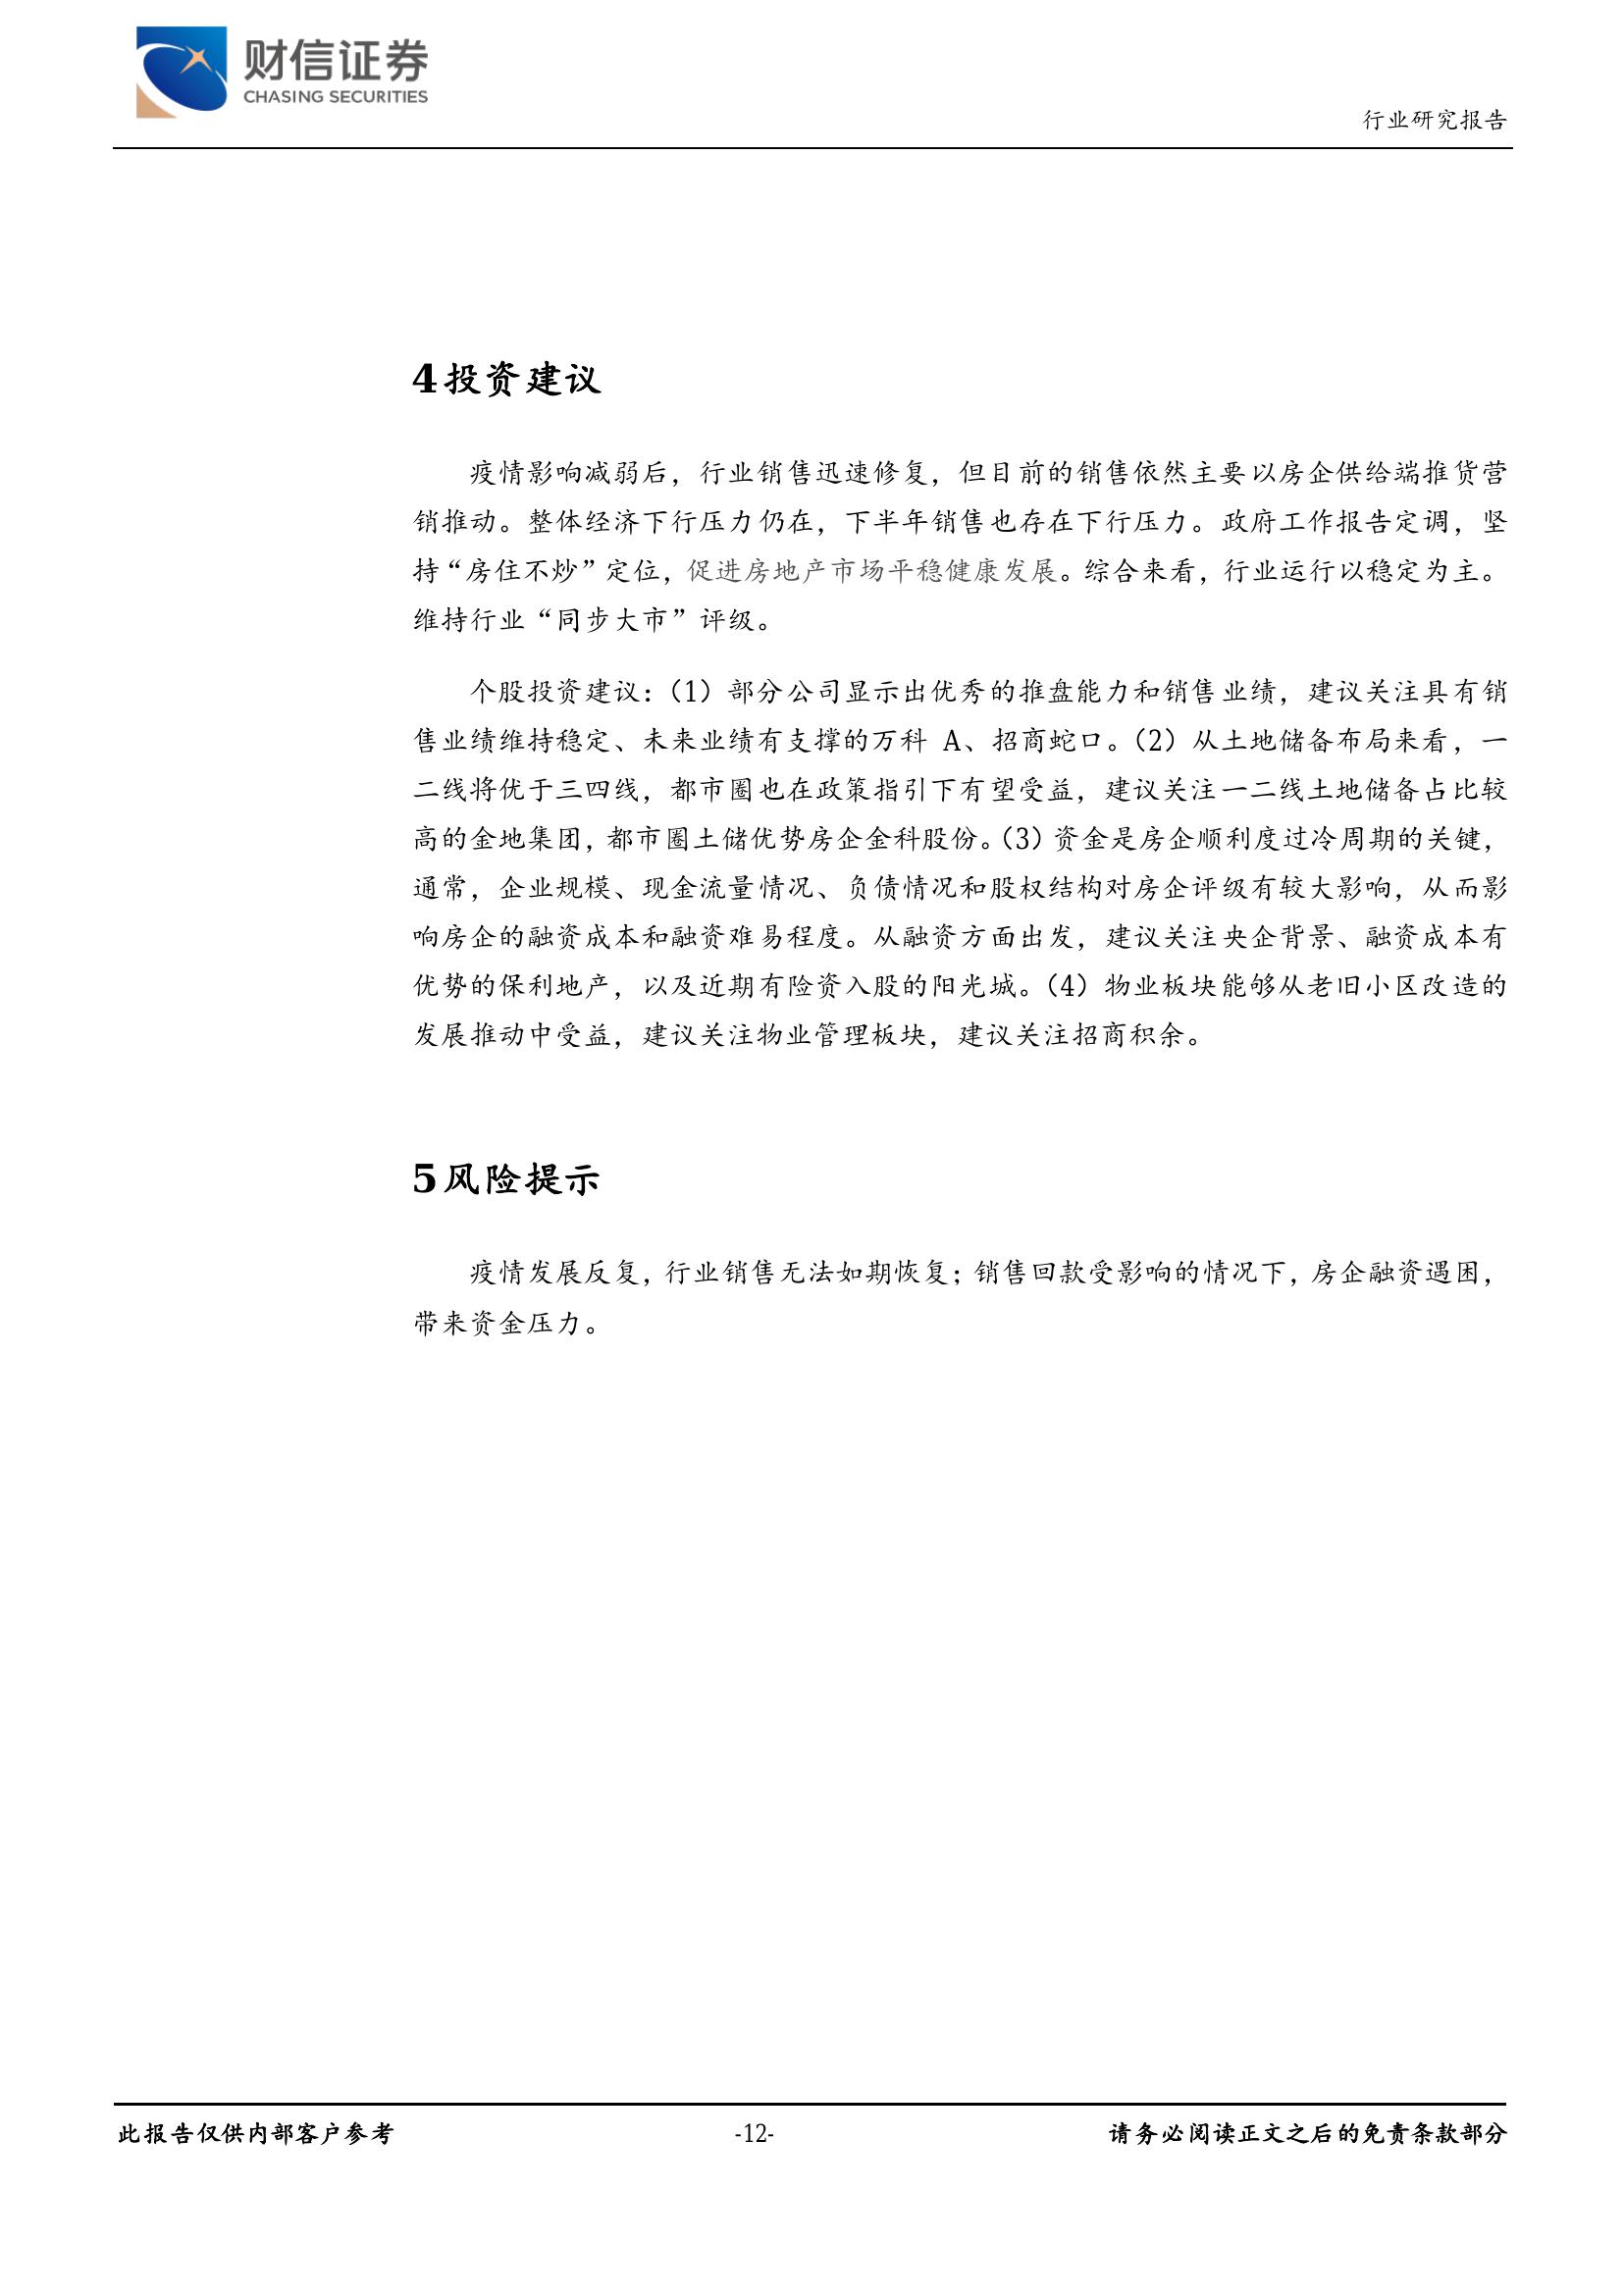 财信证券
CHASING SECURITIES
行业研究报告
4投资建议
疫情影响减弱后，行业销售迅速修复，但目前的销售依然主要以房企供给端推货营
销推动。整体经济下行压力仍在，下半年销售也存在下行压力。政府工作报告定调，坚
持“房住不炒”定位，促进房地产市场平稳健康发展。综合来看，行业运行以稳定为主。
维持行业“同步大市”评级。
个股投资建议：（1）部分公司显示出优秀的推盘能力和销售业绩，建议关注具有销
售业绩维持稳定、未来业绩有支撑的万科 A、招商蛇口。（2）从土地储备布局来看，一
二线将优于三四线，都市圈也在政策指引下有望受益，建议关注一二线土地储备占比较
高的金地集团，都市圈土储优势房企金科股份。（3）资金是房企顺利度过冷周期的关键，
通常，企业规模、现金流量情况、负债情况和股权结构对房企评级有较大影响，从而影
响房企的融资成本和融资难易程度。从融资方面出发，建议关注央企背景、融资成本有
优势的保利地产，以及近期有险资入股的阳光城。（4）物业板块能够从老旧小区改造的
发展推动中受益，建议关注物业管理板块，建议关注招商积余。
5风险提示
疫情发展反复，行业销售无法如期恢复；销售回款受影响的情况下，房企融资遇困，
带来资金压力。
此报告仅供内部客户参考
-12-
请务必阅读正文之后的免责条款部分